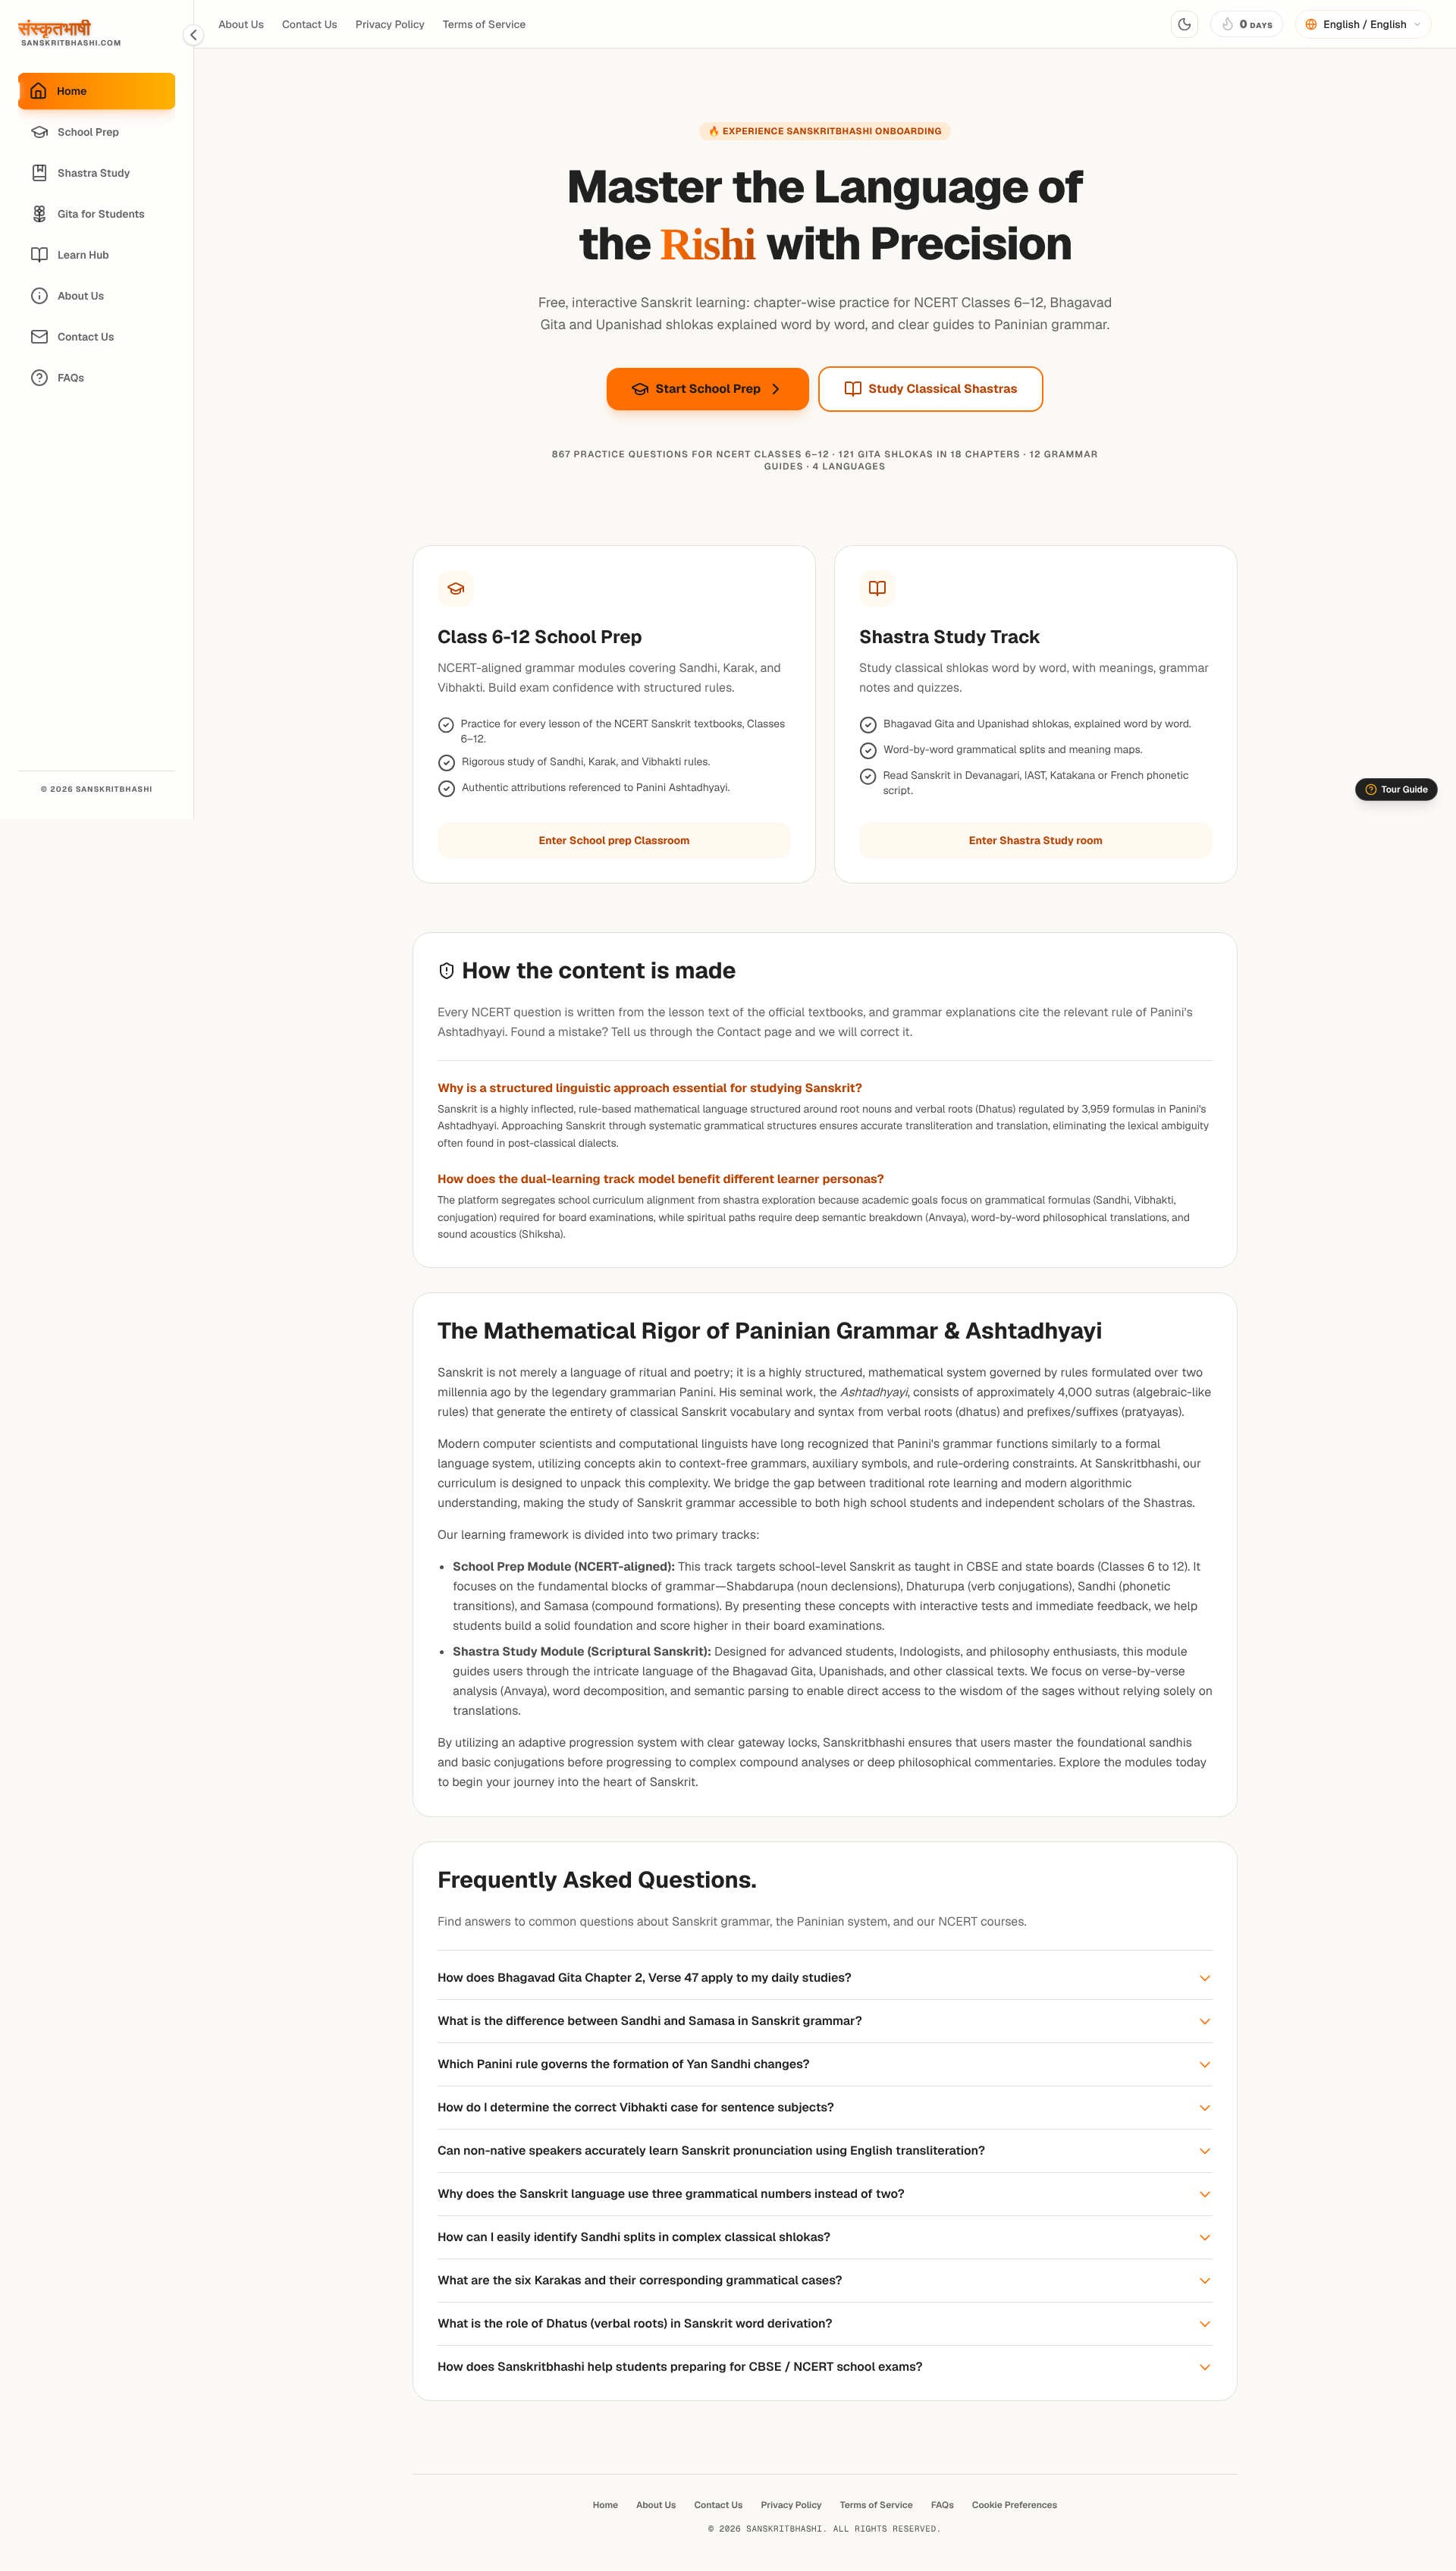 संस्कृतभाषी
SANSKRITBHASHI.COM
Home
School Prep
Shastra Study
Gita for Students
Learn Hub
About Us
Contact Us
FAQs
© 2026 SANSKRITBHASHI
About Us Contact Us Privacy Policy Terms of Service
0 DAYS
English / English
🔥 EXPERIENCE SANSKRITBHASHI ONBOARDING
Master the Language of
the Rishi with Precision
Free, interactive Sanskrit learning: chapter-wise practice for NCERT Classes 6–12, Bhagavad
Gita and Upanishad shlokas explained word by word, and clear guides to Paninian grammar.
Start School Prep
Study Classical Shastras
867 PRACTICE QUESTIONS FOR NCERT CLASSES 6–12 · 121 GITA SHLOKAS IN 18 CHAPTERS · 12 GRAMMAR
GUIDES · 4 LANGUAGES
Class 6-12 School Prep
NCERT-aligned grammar modules covering Sandhi, Karak, and
Vibhakti. Build exam confidence with structured rules.
Practice for every lesson of the NCERT Sanskrit textbooks, Classes
6–12.
Rigorous study of Sandhi, Karak, and Vibhakti rules.
Authentic attributions referenced to Panini Ashtadhyayi.
Enter School prep Classroom
Shastra Study Track
Study classical shlokas word by word, with meanings, grammar
notes and quizzes.
Bhagavad Gita and Upanishad shlokas, explained word by word.
Word-by-word grammatical splits and meaning maps.
Read Sanskrit in Devanagari, IAST, Katakana or French phonetic
script.
Enter Shastra Study room
Tour Guide
How the content is made
Every NCERT question is written from the lesson text of the official textbooks, and grammar explanations cite the relevant rule of Panini's
Ashtadhyayi. Found a mistake? Tell us through the Contact page and we will correct it.
Why is a structured linguistic approach essential for studying Sanskrit?
Sanskrit is a highly inflected, rule-based mathematical language structured around root nouns and verbal roots (Dhatus) regulated by 3,959 formulas in Panini's
Ashtadhyayi. Approaching Sanskrit through systematic grammatical structures ensures accurate transliteration and translation, eliminating the lexical ambiguity
often found in post-classical dialects.
How does the dual-learning track model benefit different learner personas?
The platform segregates school curriculum alignment from shastra exploration because academic goals focus on grammatical formulas (Sandhi, Vibhakti,
conjugation) required for board examinations, while spiritual paths require deep semantic breakdown (Anvaya), word-by-word philosophical translations, and
sound acoustics (Shiksha).
The Mathematical Rigor of Paninian Grammar & Ashtadhyayi
Sanskrit is not merely a language of ritual and poetry; it is a highly structured, mathematical system governed by rules formulated over two
millennia ago by the legendary grammarian Panini. His seminal work, the Ashtadhyayi, consists of approximately 4,000 sutras (algebraic-like
rules) that generate the entirety of classical Sanskrit vocabulary and syntax from verbal roots (dhatus) and prefixes/suffixes (pratyayas).
Modern computer scientists and computational linguists have long recognized that Panini's grammar functions similarly to a formal
language system, utilizing concepts akin to context-free grammars, auxiliary symbols, and rule-ordering constraints. At Sanskritbhashi, our
curriculum is designed to unpack this complexity. We bridge the gap between traditional rote learning and modern algorithmic
understanding, making the study of Sanskrit grammar accessible to both high school students and independent scholars of the Shastras.
Our learning framework is divided into two primary tracks:
• School Prep Module (NCERT-aligned): This track targets school-level Sanskrit as taught in CBSE and state boards (Classes 6 to 12). It
focuses on the fundamental blocks of grammar—Shabdarupa (noun declensions), Dhaturupa (verb conjugations), Sandhi (phonetic
transitions), and Samasa (compound formations). By presenting these concepts with interactive tests and immediate feedback, we help
students build a solid foundation and score higher in their board examinations.
• Shastra Study Module (Scriptural Sanskrit): Designed for advanced students, Indologists, and philosophy enthusiasts, this module
guides users through the intricate language of the Bhagavad Gita, Upanishads, and other classical texts. We focus on verse-by-verse
analysis (Anvaya), word decomposition, and semantic parsing to enable direct access to the wisdom of the sages without relying solely on
translations.
By utilizing an adaptive progression system with clear gateway locks, Sanskritbhashi ensures that users master the foundational sandhis
and basic conjugations before progressing to complex compound analyses or deep philosophical commentaries. Explore the modules today
to begin your journey into the heart of Sanskrit.
Frequently Asked Questions.
Find answers to common questions about Sanskrit grammar, the Paninian system, and our NCERT courses.
How does Bhagavad Gita Chapter 2, Verse 47 apply to my daily studies?
What is the difference between Sandhi and Samasa in Sanskrit grammar?
Which Panini rule governs the formation of Yan Sandhi changes?
How do I determine the correct Vibhakti case for sentence subjects?
Can non-native speakers accurately learn Sanskrit pronunciation using English transliteration?
Why does the Sanskrit language use three grammatical numbers instead of two?
How can I easily identify Sandhi splits in complex classical shlokas?
What are the six Karakas and their corresponding grammatical cases?
What is the role of Dhatus (verbal roots) in Sanskrit word derivation?
How does Sanskritbhashi help students preparing for CBSE / NCERT school exams?
Home About Us Contact Us Privacy Policy Terms of Service FAQs Cookie Preferences
© 2026 SANSKRITBHASHI. ALL RIGHTS RESERVED.